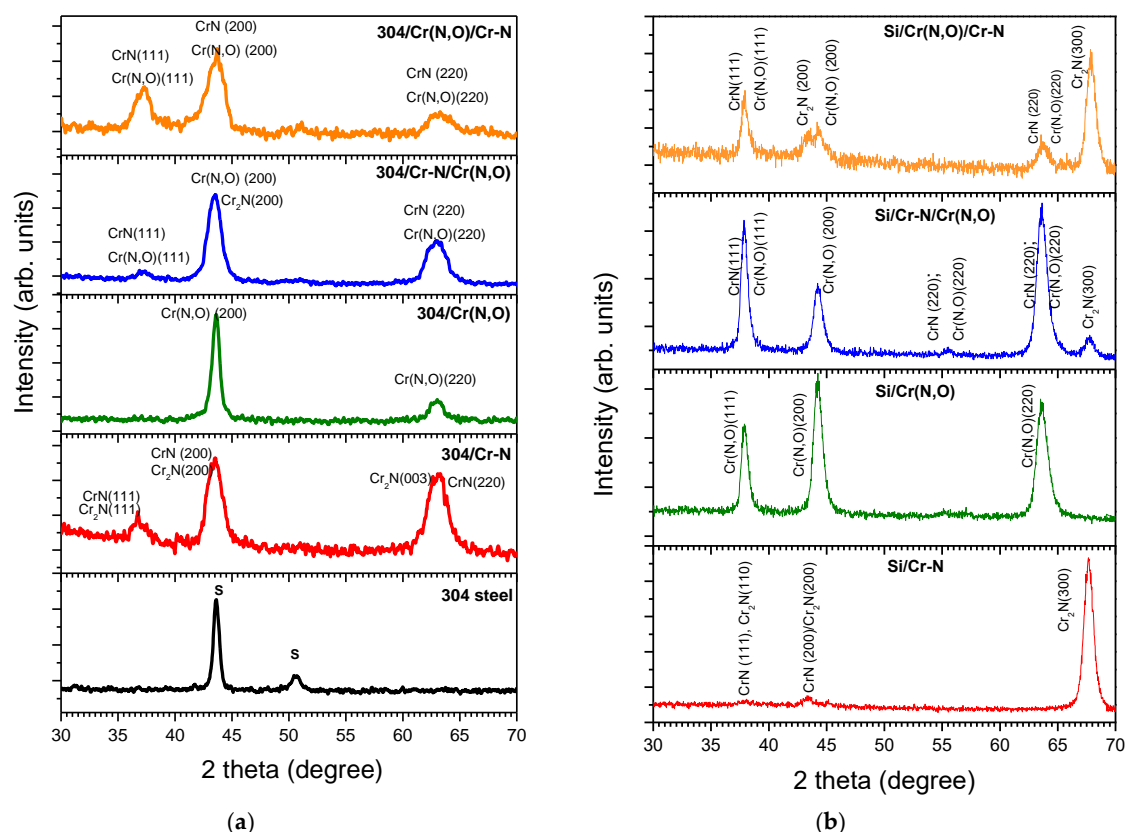 Intensity (arb. units)
304/Cr(N,O)/Cr-N
CrN (200)
Cr(N,O) (200)
CrN(111)
Cr(N,O)(111)
CrN (220)
Cr(N,O)(220)
304/Cr-N/Cr(N,O)
Cr(N,O) (200)
Cr₂N(200)
CrN(111)
Cr(N,O)(111)
CrN (220)
Cr(N,O)(220)
304/Cr(N,O)
Cr(N,O) (200)
Cr(N,O)(220)
304/Cr-N
CrN (200)
Cr₂N(200)
CrN(111)
Cr₂N(111)
Cr₂N(003)
CrN(220)
304 steel
S
S
30 35 40 45 50 55 60 65 70
2 theta (degree)
(a)
Intensity (arb. units)
Si/Cr(N,O)/Cr-N
CrN(111)
Cr(N,O)(111)
Cr₂N (200)
Cr(N,O) (200)
CrN (220)
Cr(N,O)(220)
Cr₂N(300)
Si/Cr-N/Cr(N,O)
CrN(111)
Cr(N,O)(111)
Cr(N,O) (200)
CrN (220);
Cr(N,O)(220)
CrN (220);
Cr(N,O)(220)
Cr₂N(300)
Si/Cr(N,O)
Cr(N,O)(111)
Cr(N,O)(200)
Cr(N,O)(220)
Si/Cr-N
CrN (111), Cr₂N(110)
CrN (200)/Cr₂N(200)
Cr₂N(300)
30 35 40 45 50 55 60 65 70
2 theta (degree)
(b)